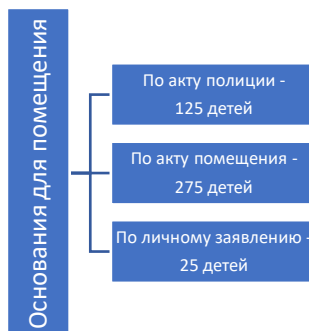 Основания для помещения
По акту полиции -
125 детей
По акту помещения -
275 детей
По личному заявлению -
25 детей